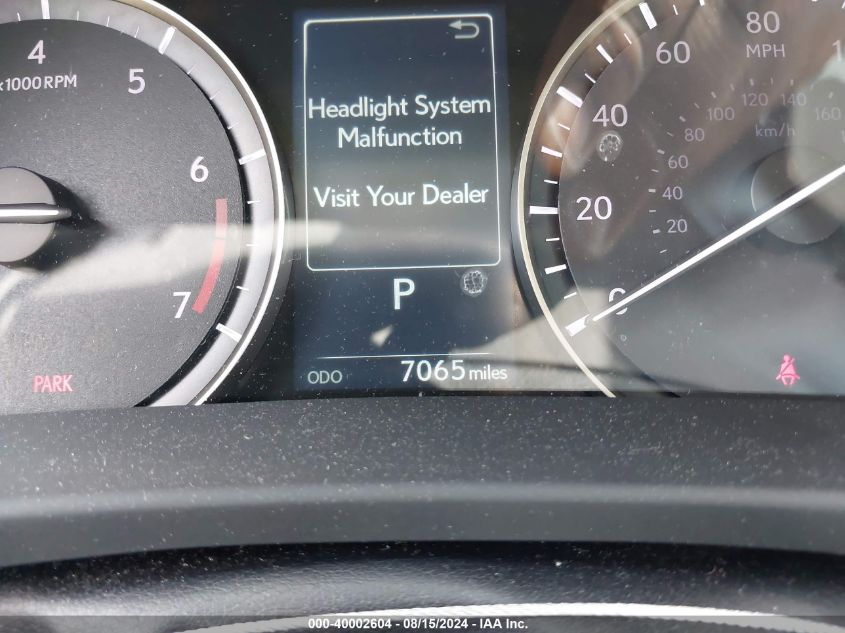 4
x1000 RPM
5
6
7
PARK
Headlight System
Malfunction
Visit Your Dealer
P
ODO 7065 miles
80
MPH
60
40
20
0
120 140
100 160
km/h
80
60
40
20
000-40002604 - 08/15/2024 - IAA Inc.